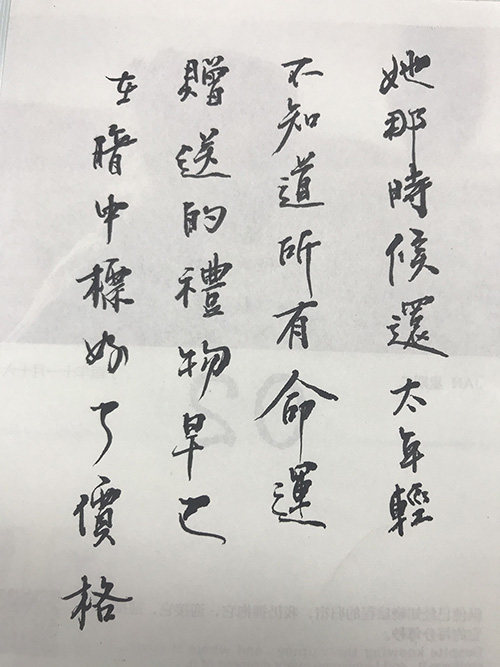 她那時候還太年輕
不知道所有命運
贈送的禮物早已
在暗中標好了價格